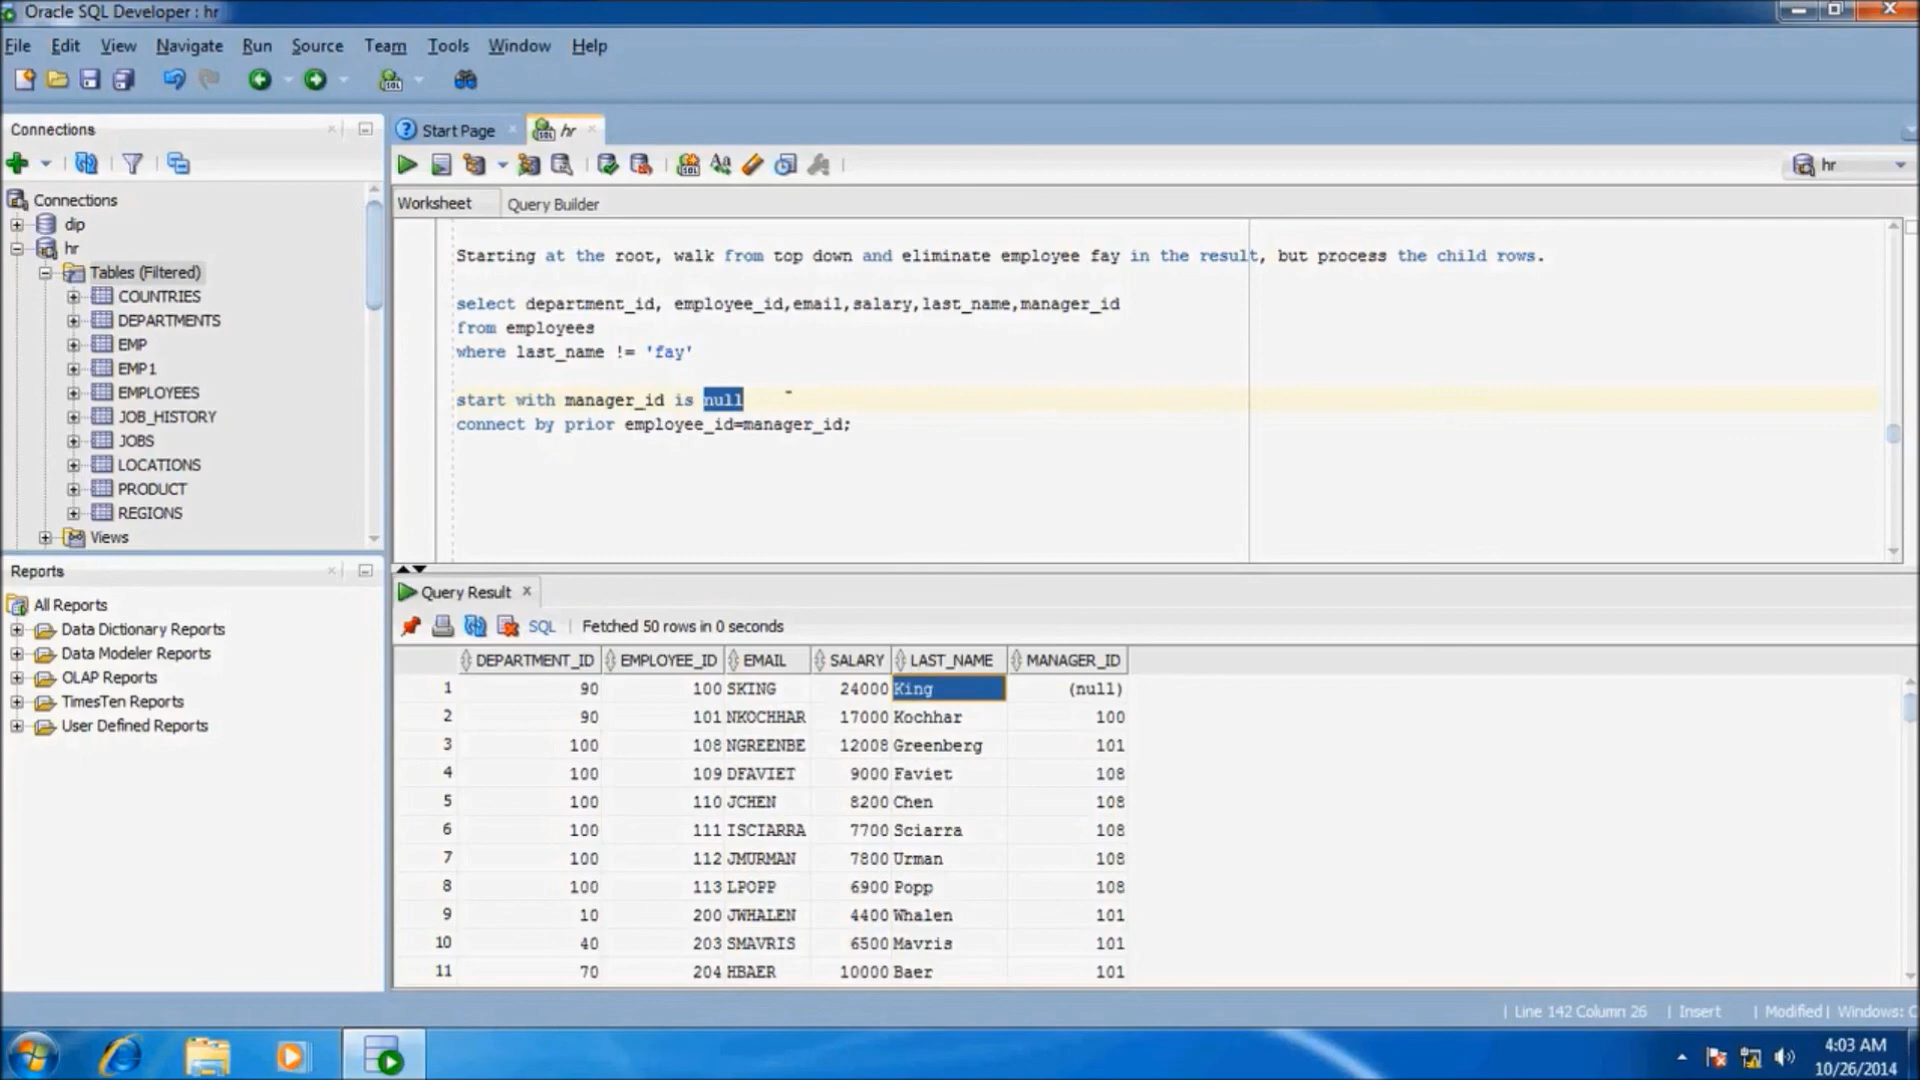 Oracle SQL Developer : hr
File Edit View Navigate Run Source Team Tools Window Help
Connections
Start Page
hr
hr
Worksheet
Query Builder
Connections
dip
hr
Tables (Filtered)
COUNTRIES
DEPARTMENTS
EMP
EMP1
EMPLOYEES
JOB_HISTORY
JOBS
LOCATIONS
PRODUCT
REGIONS
Views
Starting at the root, walk from top down and eliminate employee fay in the result, but process the child rows.
select department_id, employee_id,email,salary,last_name,manager_id
from employees
where last_name != 'fay'
start with manager_id is null
connect by prior employee_id=manager_id;
Reports
All Reports
Data Dictionary Reports
Data Modeler Reports
OLAP Reports
TimesTen Reports
User Defined Reports
Query Result
SQL | Fetched 50 rows in 0 seconds
DEPARTMENT_ID EMPLOYEE_ID EMAIL SALARY LAST_NAME MANAGER_ID
1 90 100 SKING 24000 King (null)
2 90 101 NKOCHHAR 17000 Kochhar 100
3 100 108 NGREENBE 12008 Greenberg 101
4 100 109 DFAVIET 9000 Faviet 108
5 100 110 JCHEN 8200 Chen 108
6 100 111 ISCIARRA 7700 Sciarra 108
7 100 112 JMURMAN 7800 Urman 108
8 100 113 LPOPP 6900 Popp 108
9 10 200 JWHALEN 4400 Whalen 101
10 40 203 SMAVRIS 6500 Mavris 101
11 70 204 HBAER 10000 Baer 101
| Line 142 Column 26 | Insert | Modified | Windows: C
4:03 AM
10/26/2014